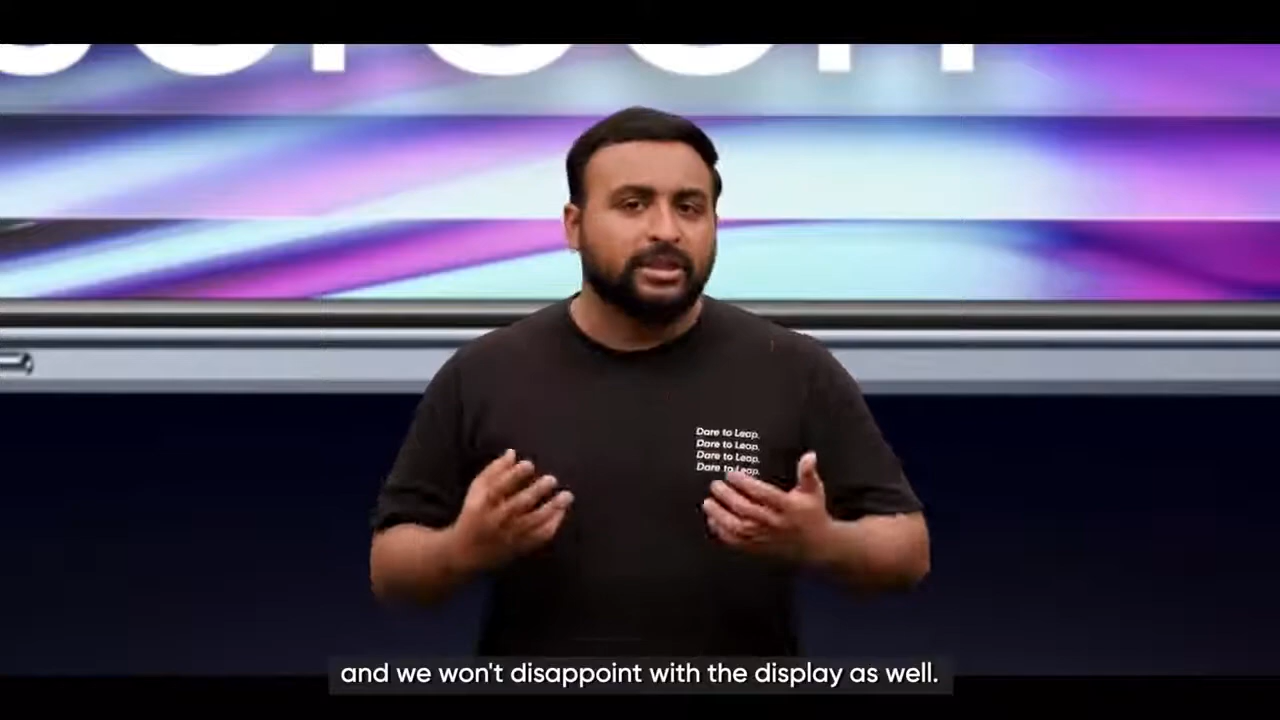 screen
Dare to Leap.
Dare to Leap.
Dare to Leap.
Dare to Leap.
and we won't disappoint with the display as well.